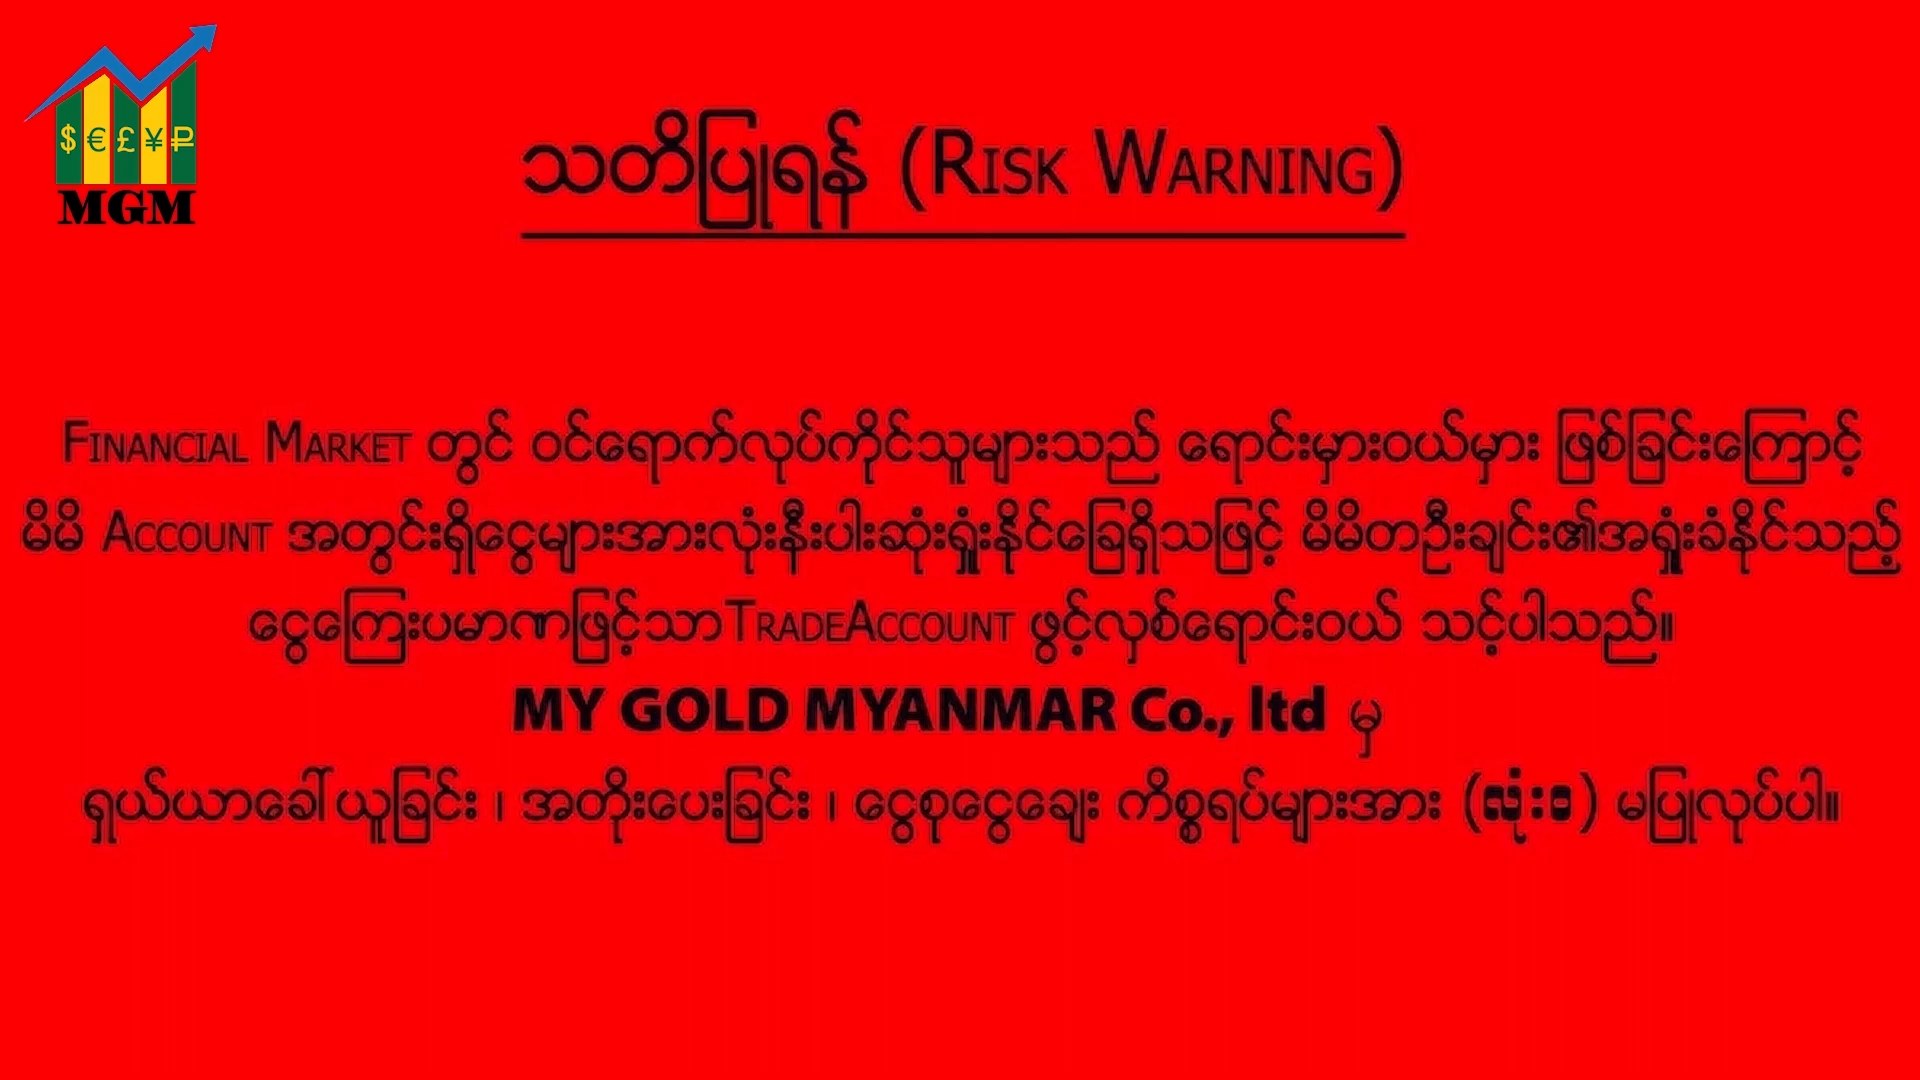 $€£¥₽
MGM
သတိပြုရန် (RISK WARNING)
FINANCIAL MARKET တွင် ဝင်ရောက်လုပ်ကိုင်သူများသည် ရောင်းမှားဝယ်မှား ဖြစ်ခြင်းကြောင့်
မိမိ ACCOUNT အတွင်းရှိငွေများအားလုံးနီးပါးဆုံးရှုံးနိုင်ခြေရှိသဖြင့် မိမိတဦးချင်း၏အရှုံးခံနိုင်သည့်
ငွေကြေးပမာဏဖြင့်သာTRADEACCOUNT ဖွင့်လှစ်ရောင်းဝယ် သင့်ပါသည်။
MY GOLD MYANMAR Co., ltd မှ
ရှယ်ယာခေါ်ယူခြင်း ၊ အတိုးပေးခြင်း ၊ ငွေစုငွေချေး ကိစ္စရပ်များအား (လုံးဝ) မပြုလုပ်ပါ။